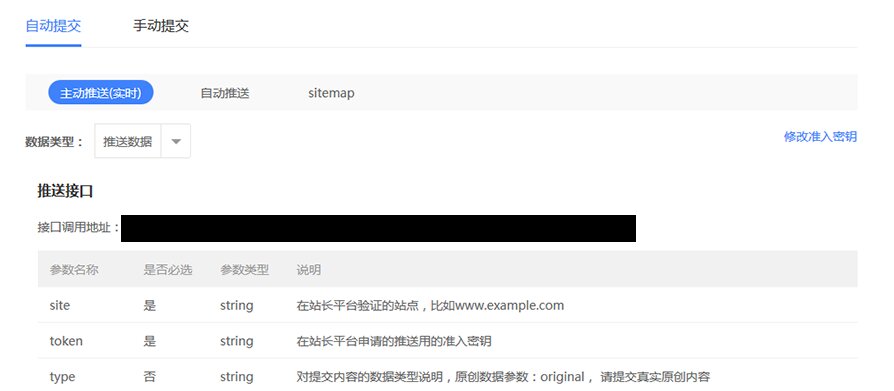 自动提交 手动提交
主动推送(实时) 自动推送 sitemap
数据类型： 推送数据 修改准入密钥
推送接口
接口调用地址：
参数名称 是否必选 参数类型 说明
site 是 string 在站长平台验证的站点，比如www.example.com
token 是 string 在站长平台申请的推送用的准入密钥
type 否 string 对提交内容的数据类型说明，原创数据参数：original， 请提交真实原创内容